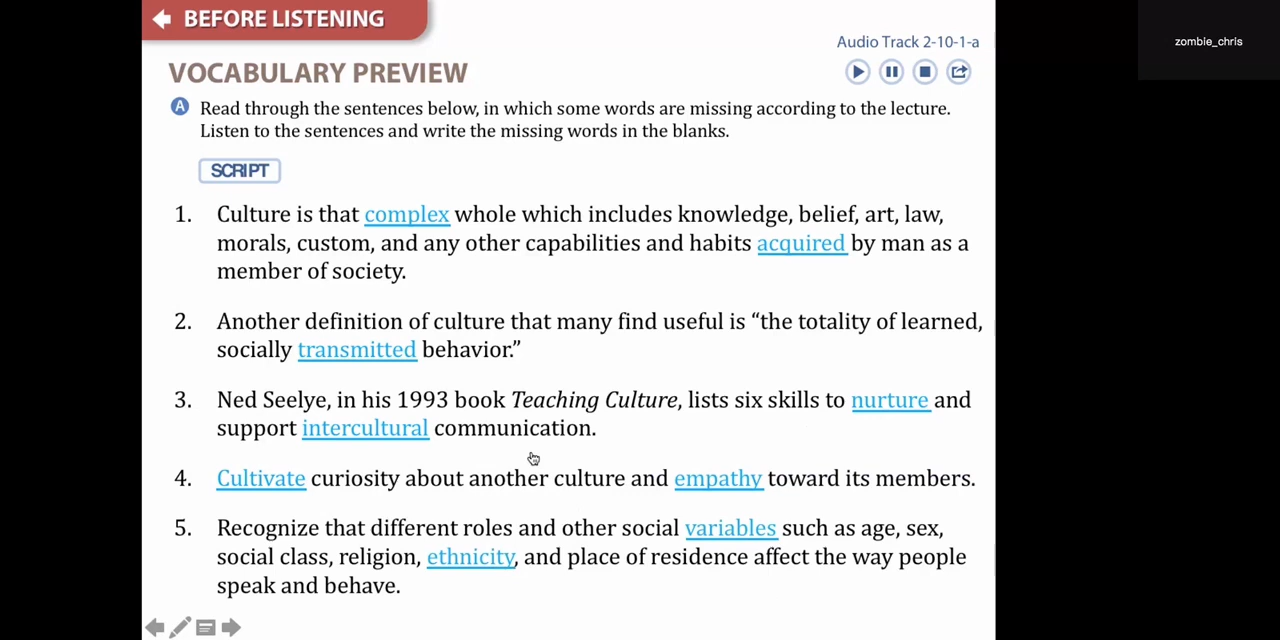 BEFORE LISTENING
zombie_chris
Audio Track 2-10-1-a
VOCABULARY PREVIEW
A Read through the sentences below, in which some words are missing according to the lecture.
Listen to the sentences and write the missing words in the blanks.
SCRIPT
1. Culture is that complex whole which includes knowledge, belief, art, law,
morals, custom, and any other capabilities and habits acquired by man as a
member of society.
2. Another definition of culture that many find useful is “the totality of learned,
socially transmitted behavior.”
3. Ned Seelye, in his 1993 book Teaching Culture, lists six skills to nurture and
support intercultural communication.
4. Cultivate curiosity about another culture and empathy toward its members.
5. Recognize that different roles and other social variables such as age, sex,
social class, religion, ethnicity, and place of residence affect the way people
speak and behave.